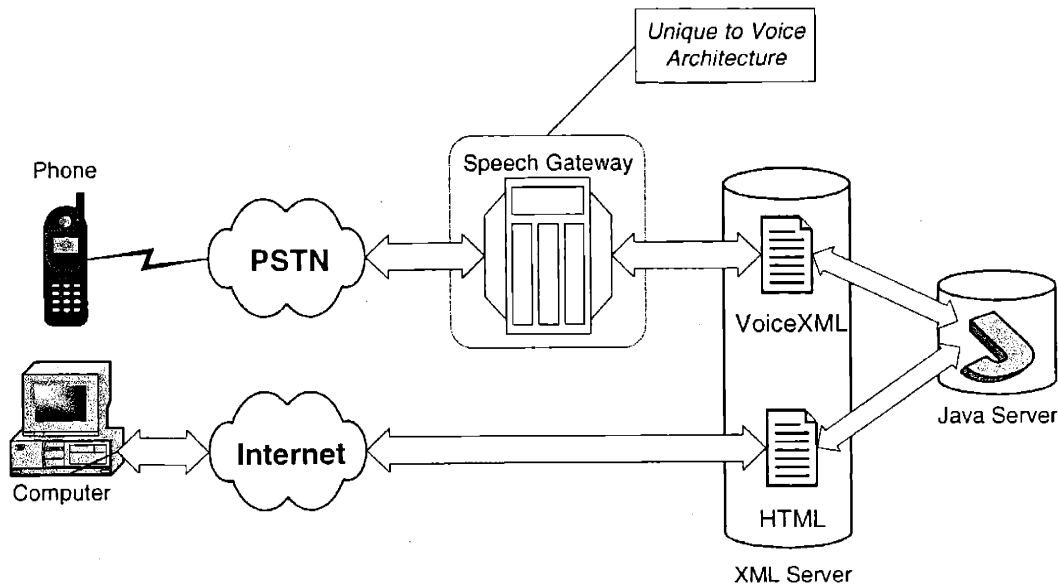 Unique to Voice
Architecture
Phone
Speech Gateway
PSTN
VoiceXML
Java Server
Computer
Internet
HTML
XML Server